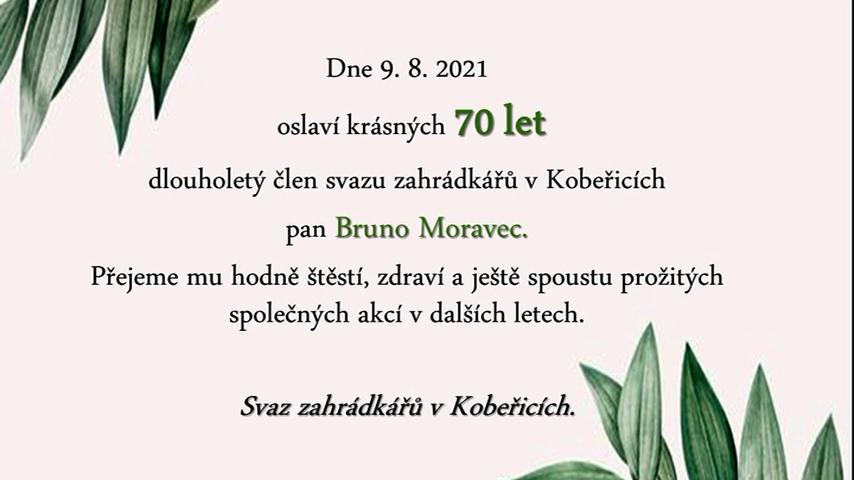 Dne 9. 8. 2021
oslaví krásných 70 let
dlouholetý člen svazu zahrádkářů v Kobeřicích
pan Bruno Moravec.
Přejeme mu hodně štěstí, zdraví a ještě spoustu prožitých
společných akcí v dalších letech.
Svaz zahrádkářů v Kobeřicích.